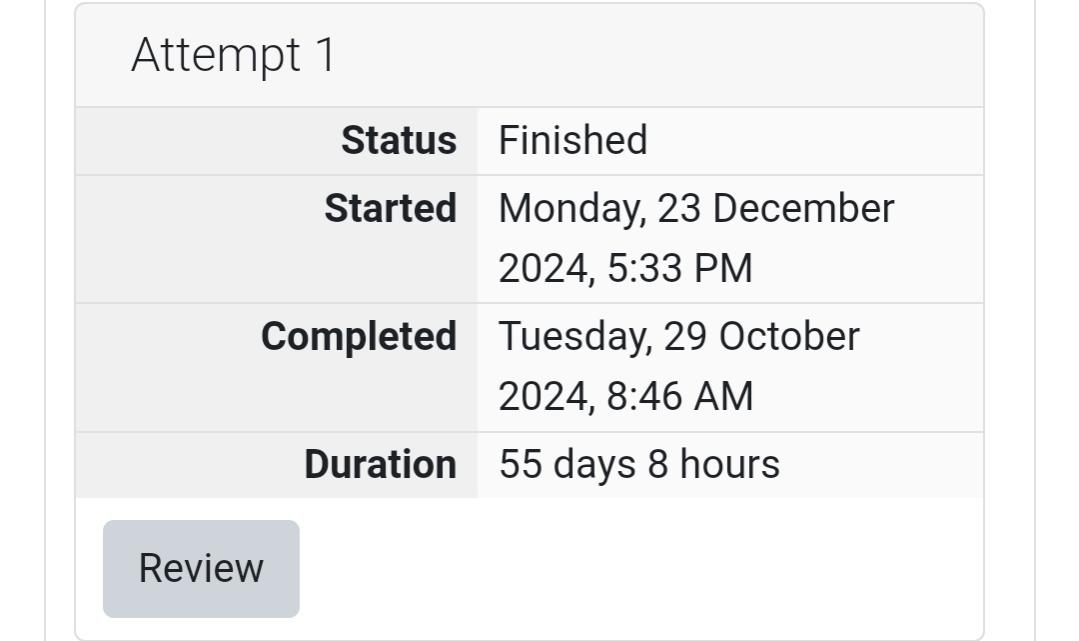 Attempt 1
Status Finished
Started Monday, 23 December
2024, 5:33 PM
Completed Tuesday, 29 October
2024, 8:46 AM
Duration 55 days 8 hours
Review